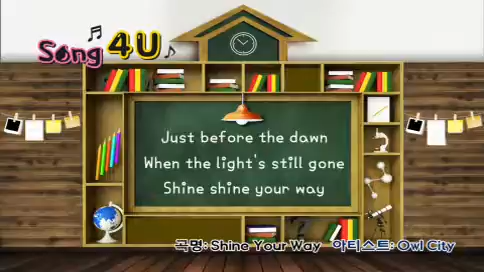 Song 4U
Just before the dawn
When the light's still gone
Shine shine your way
곡명: Shine Your Way 아티스트: Owl City